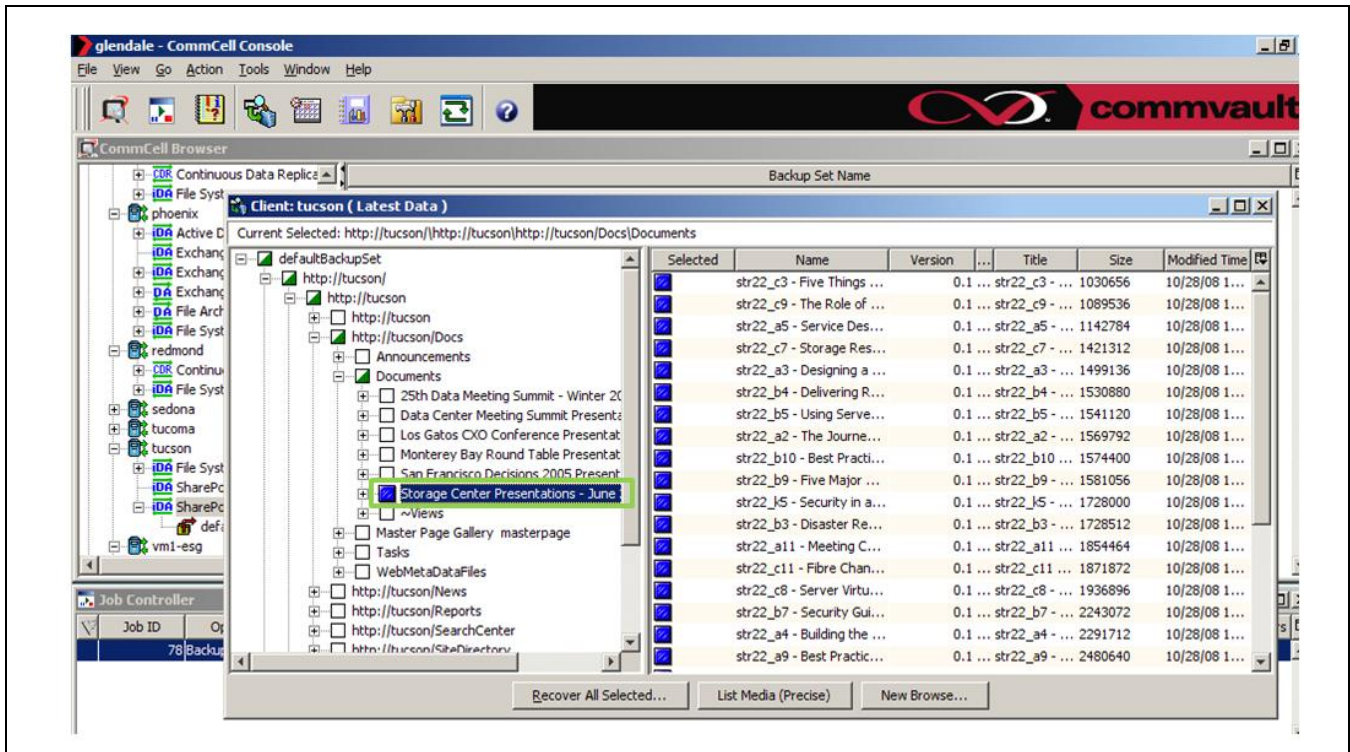 glendale - CommCell Console
File View Go Action Tools Window Help
commvault
CommCell Browser
CDR Continuous Data Replica
Backup Set Name
iDA File Syst
phoenix
iDA Active D
iDA Exchang
iDA Exchang
DA Exchang
DA File Arch
iDA File Syst
redmond
CDR Continu
iDA File Syst
sedona
tucoma
tucson
iDA File Syst
iDA SharePo
iDA SharePo
defa
vm1-esg
Client: tucson ( Latest Data )
Current Selected: http://tucson/\http://tucson\http://tucson/Docs\Documents
defaultBackupSet
http://tucson/
http://tucson
http://tucson
http://tucson/Docs
Announcements
Documents
25th Data Meeting Summit - Winter 20
Data Center Meeting Summit Presenta
Los Gatos CXO Conference Presentat
Monterey Bay Round Table Presentat
San Francisco Decisions 2005 Present
Storage Center Presentations - June
~Views
Master Page Gallery masterpage
Tasks
WebMetaDataFiles
http://tucson/News
http://tucson/Reports
http://tucson/SearchCenter
http://tucson/SiteDirectory
Selected Name Version ... Title Size Modified Time
str22_c3 - Five Things ... 0.1 ... str22_c3 - ... 1030656 10/28/08 1...
str22_c9 - The Role of ... 0.1 ... str22_c9 - ... 1089536 10/28/08 1...
str22_a5 - Service Des... 0.1 ... str22_a5 - ... 1142784 10/28/08 1...
str22_c7 - Storage Res... 0.1 ... str22_c7 - ... 1421312 10/28/08 1...
str22_a3 - Designing a ... 0.1 ... str22_a3 - ... 1499136 10/28/08 1...
str22_b4 - Delivering R... 0.1 ... str22_b4 - ... 1530880 10/28/08 1...
str22_b5 - Using Serve... 0.1 ... str22_b5 - ... 1541120 10/28/08 1...
str22_a2 - The Journe... 0.1 ... str22_a2 - ... 1569792 10/28/08 1...
str22_b10 - Best Practi... 0.1 ... str22_b10 ... 1574400 10/28/08 1...
str22_b9 - Five Major ... 0.1 ... str22_b9 - ... 1581056 10/28/08 1...
str22_k5 - Security in a... 0.1 ... str22_k5 - ... 1728000 10/28/08 1...
str22_b3 - Disaster Re... 0.1 ... str22_b3 - ... 1728512 10/28/08 1...
str22_a11 - Meeting C... 0.1 ... str22_a11 ... 1854464 10/28/08 1...
str22_c11 - Fibre Chan... 0.1 ... str22_c11 ... 1871872 10/28/08 1...
str22_c8 - Server Virtu... 0.1 ... str22_c8 - ... 1936896 10/28/08 1...
str22_b7 - Security Gui... 0.1 ... str22_b7 - ... 2243072 10/28/08 1...
str22_a4 - Building the ... 0.1 ... str22_a4 - ... 2291712 10/28/08 1...
str22_a9 - Best Practic... 0.1 ... str22_a9 - ... 2480640 10/28/08 1...
Job Controller
Job ID Op
78 Backup
Recover All Selected... List Media (Precise) New Browse...